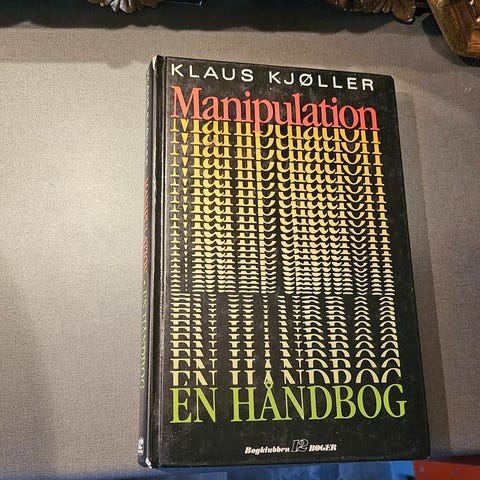 KLAUS KJØLLER
Manipulation
EN HÅNDBOG
Bogklubben 12 BØGER